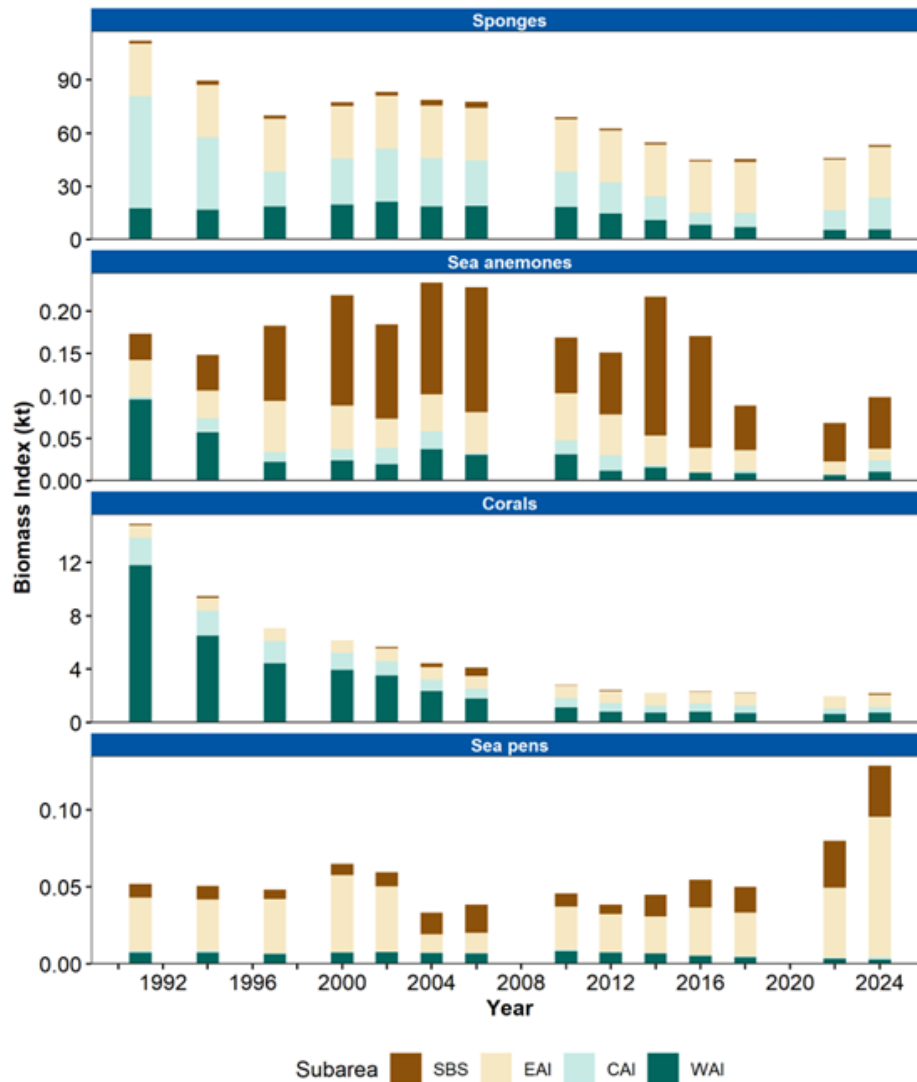 Sponges
90
60
30
0
Sea anemones
0.20
0.15
0.10
0.05
0.00
Corals
12
8
4
0
Sea pens
0.10
0.05
0.00
Biomass Index (kt)
1992 1996 2000 2004 2008 2012 2016 2020 2024
Year
Subarea SBS EAI CAI WAI